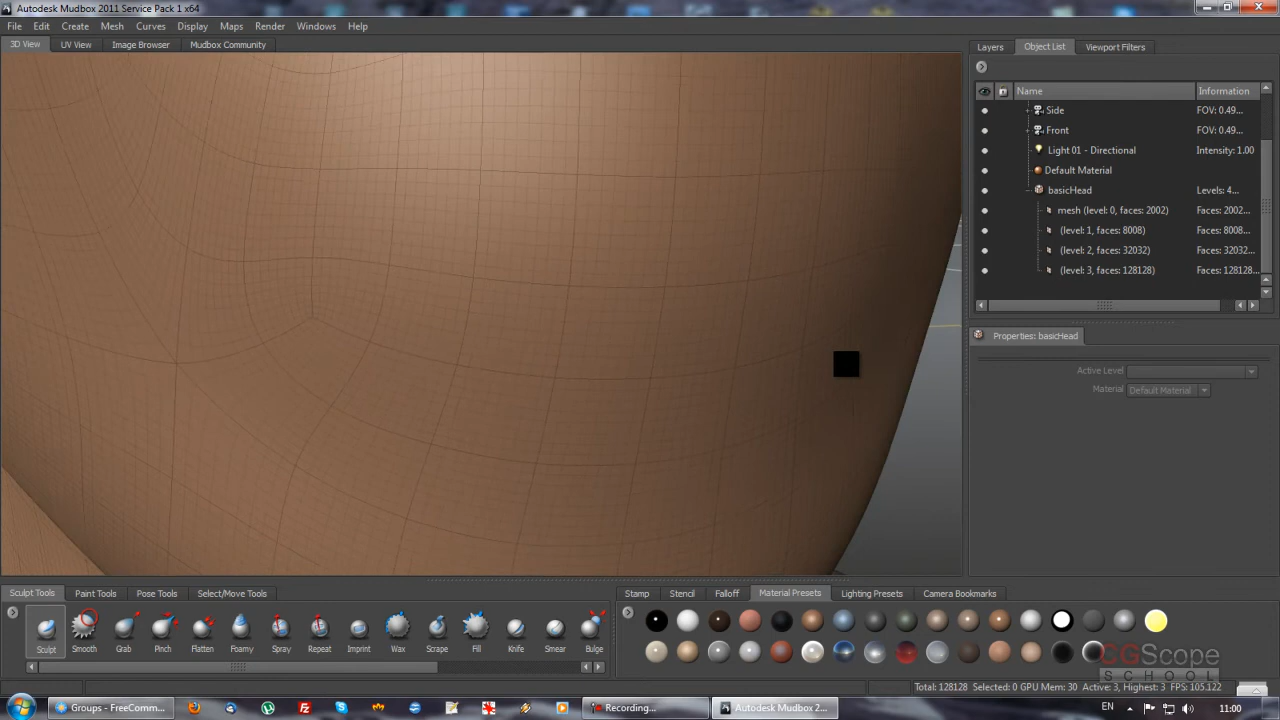 Autodesk Mudbox 2011 Service Pack 1 x64
File Edit Create Mesh Curves Display Maps Render Windows Help
3D View UV View Image Browser Mudbox Community
Layers Object List Viewport Filters
Name Information
Side FOV: 0.49...
Front FOV: 0.49...
Light 01 - Directional Intensity: 1.00
Default Material
basicHead Levels: 4...
mesh (level: 0, faces: 2002) Faces: 2002...
(level: 1, faces: 8008) Faces: 8008...
(level: 2, faces: 32032) Faces: 32032...
(level: 3, faces: 128128) Faces: 128128...
Properties: basicHead
Active Level
Material Default Material
Sculpt Tools Paint Tools Pose Tools Select/Move Tools
Stamp Stencil Falloff Material Presets Lighting Presets Camera Bookmarks
Sculpt Smooth Grab Pinch Flatten Foamy Spray Repeat Imprint Wax Scrape Fill Knife Smear Bulge
CGScope
SCHOOL
Total: 128128 Selected: 0 GPU Mem: 30 Active: 3, Highest: 3 FPS: 105.122
Groups - FreeComm... Recording... Autodesk Mudbox 2... EN 11:00